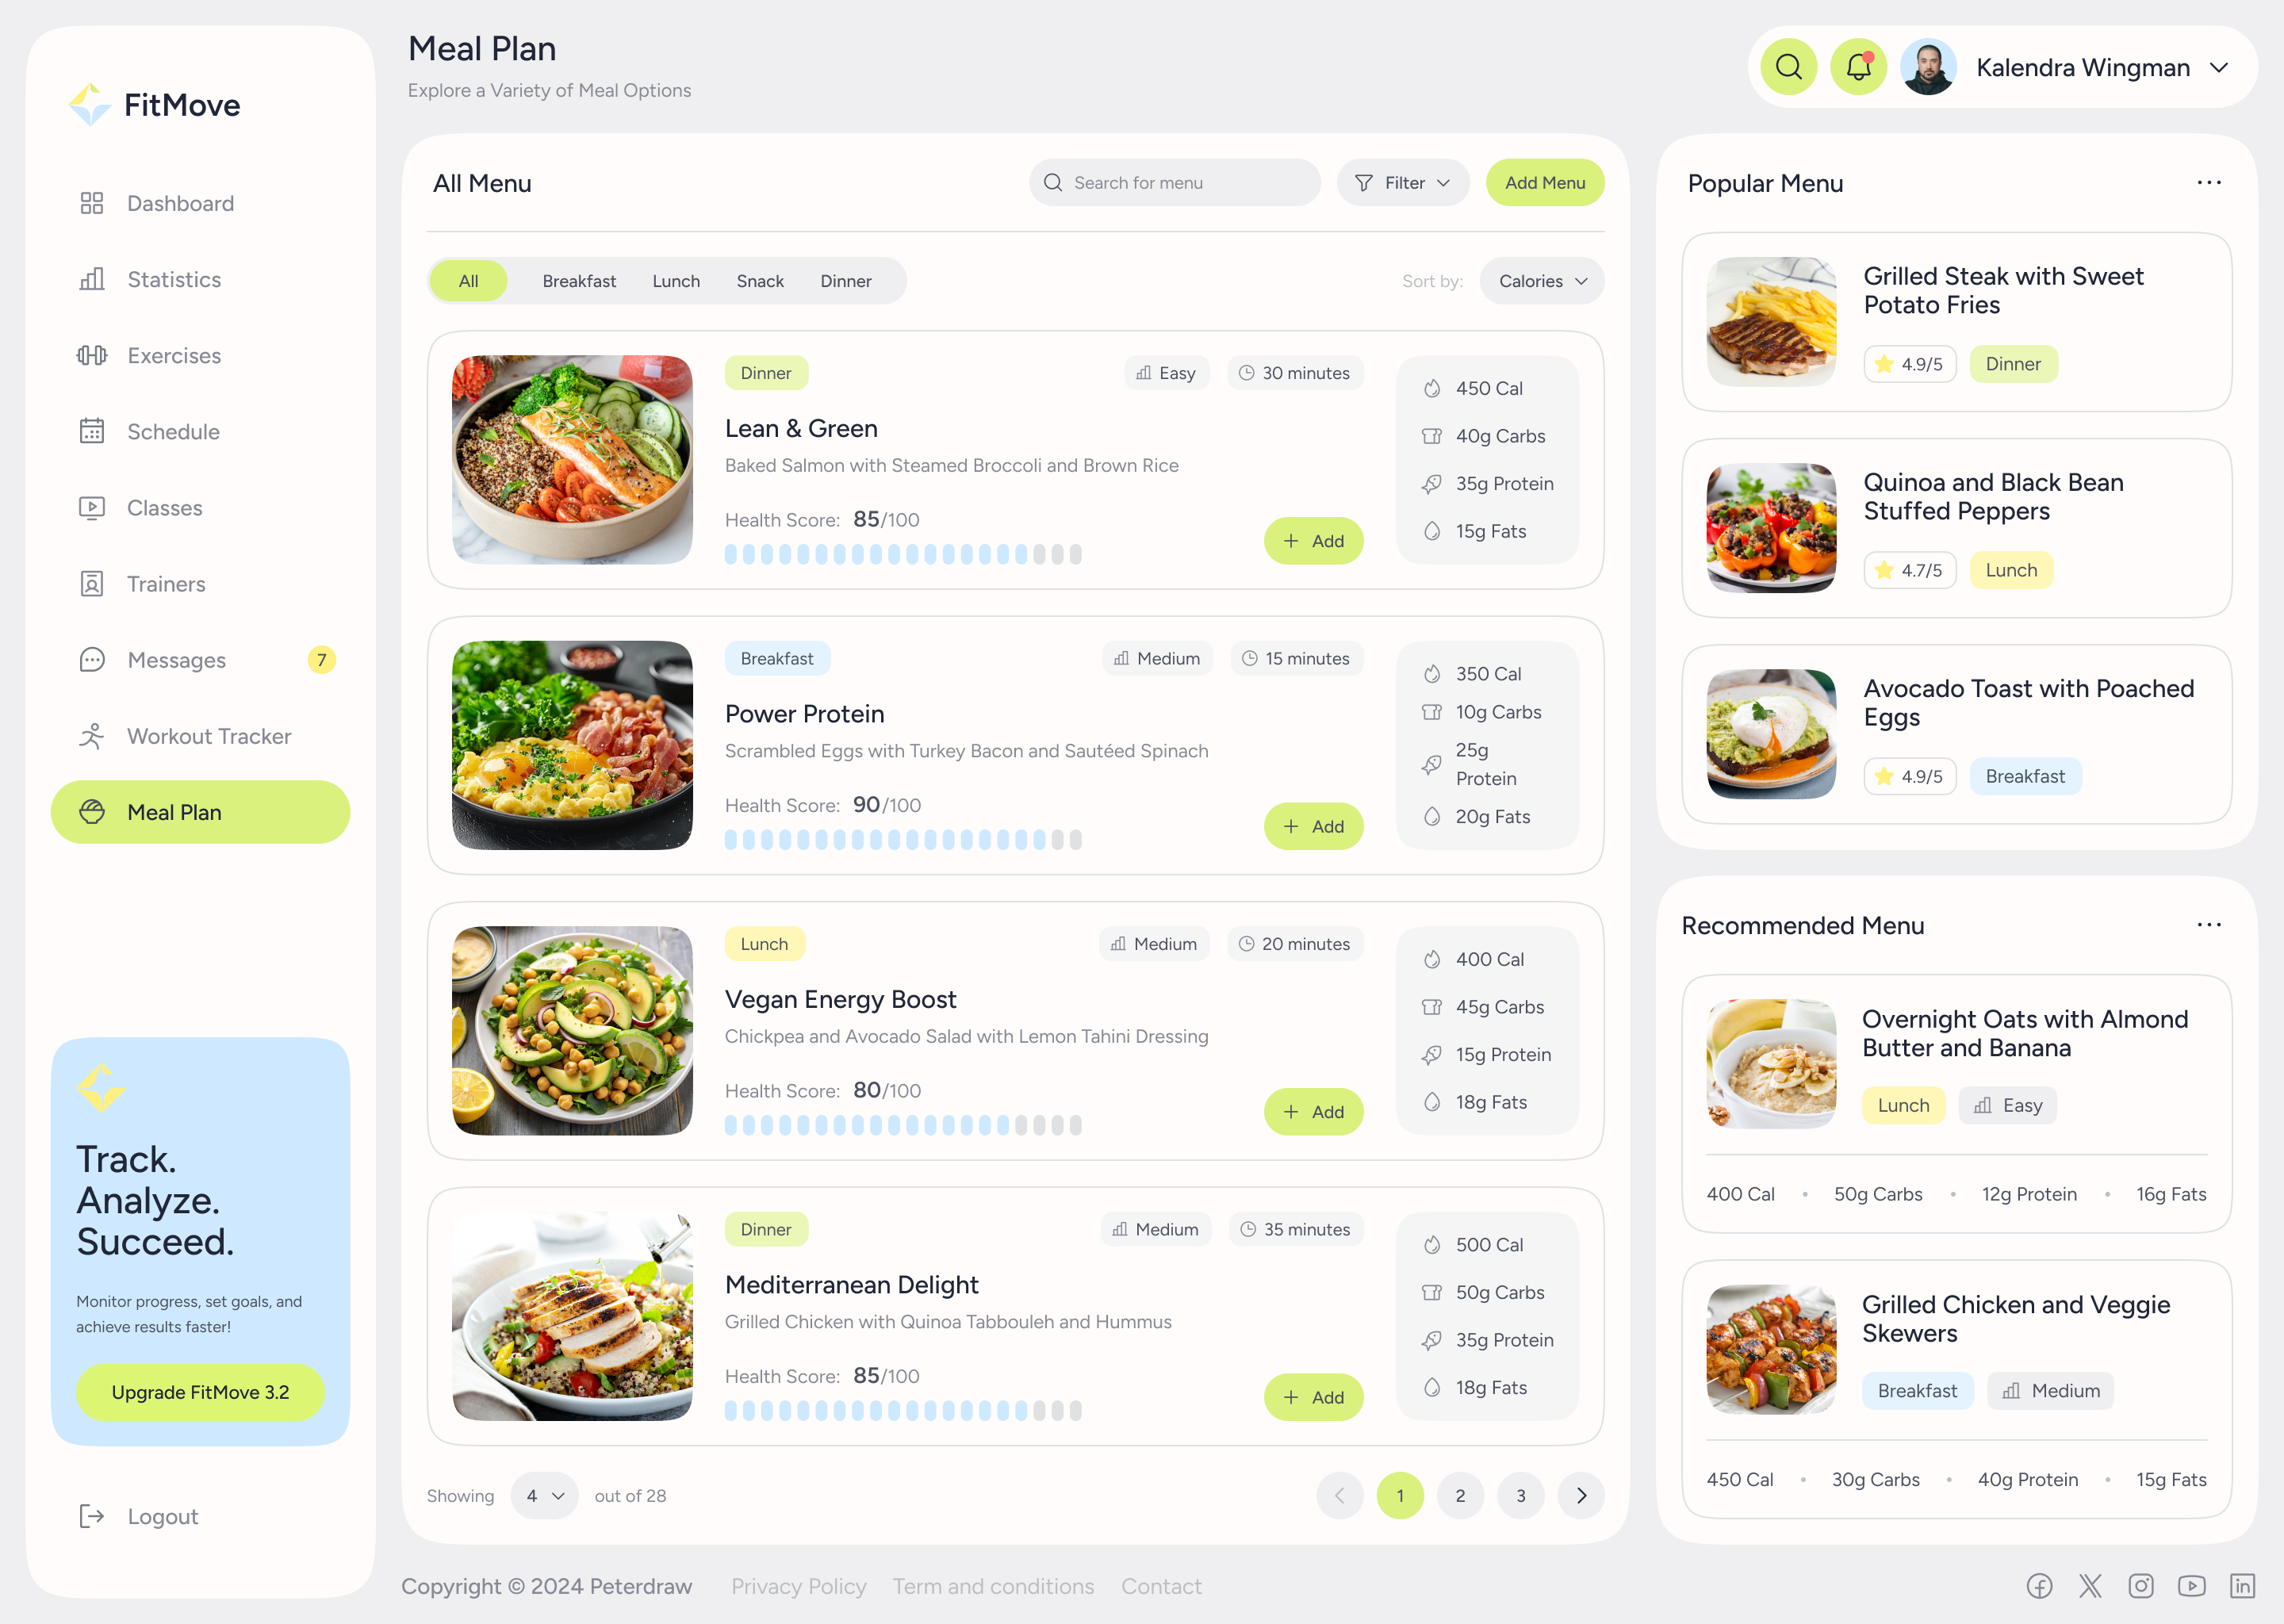 FitMove
Dashboard
Statistics
Exercises
Schedule
Classes
Trainers
Messages 7
Workout Tracker
Meal Plan
Track.
Analyze.
Succeed.
Monitor progress, set goals, and
achieve results faster!
Upgrade FitMove 3.2
Logout
Meal Plan
Explore a Variety of Meal Options
Kalendra Wingman
All Menu
Search for menu
Filter
Add Menu
All Breakfast Lunch Snack Dinner
Sort by: Calories
Dinner
Easy
30 minutes
Lean & Green
Baked Salmon with Steamed Broccoli and Brown Rice
Health Score: 85/100
+ Add
450 Cal
40g Carbs
35g Protein
15g Fats
Breakfast
Medium
15 minutes
Power Protein
Scrambled Eggs with Turkey Bacon and Sautéed Spinach
Health Score: 90/100
+ Add
350 Cal
10g Carbs
25g
Protein
20g Fats
Lunch
Medium
20 minutes
Vegan Energy Boost
Chickpea and Avocado Salad with Lemon Tahini Dressing
Health Score: 80/100
+ Add
400 Cal
45g Carbs
15g Protein
18g Fats
Dinner
Medium
35 minutes
Mediterranean Delight
Grilled Chicken with Quinoa Tabbouleh and Hummus
Health Score: 85/100
+ Add
500 Cal
50g Carbs
35g Protein
18g Fats
Showing 4 out of 28
1 2 3
Popular Menu
Grilled Steak with Sweet
Potato Fries
4.9/5 Dinner
Quinoa and Black Bean
Stuffed Peppers
4.7/5 Lunch
Avocado Toast with Poached
Eggs
4.9/5 Breakfast
Recommended Menu
Overnight Oats with Almond
Butter and Banana
Lunch Easy
400 Cal • 50g Carbs • 12g Protein • 16g Fats
Grilled Chicken and Veggie
Skewers
Breakfast Medium
450 Cal • 30g Carbs • 40g Protein • 15g Fats
Copyright © 2024 Peterdraw
Privacy Policy
Term and conditions
Contact